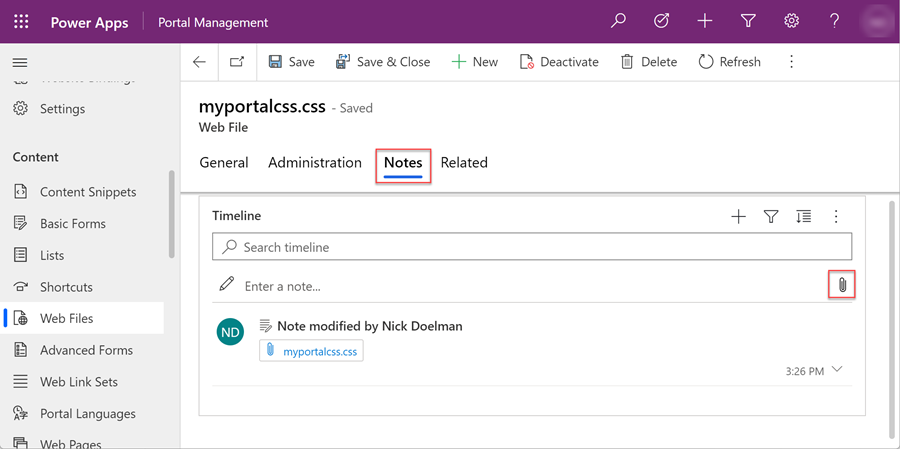 Power Apps Portal Management ?
Save Save & Close New Deactivate Delete Refresh
Settings
myportalcss.css - Saved
Web File
Content
General Administration Notes Related
Content Snippets
Basic Forms
Lists
Shortcuts
Web Files
Advanced Forms
Web Link Sets
Portal Languages
Web Pages
Timeline
Search timeline
Enter a note...
ND Note modified by Nick Doelman
myportalcss.css
3:26 PM